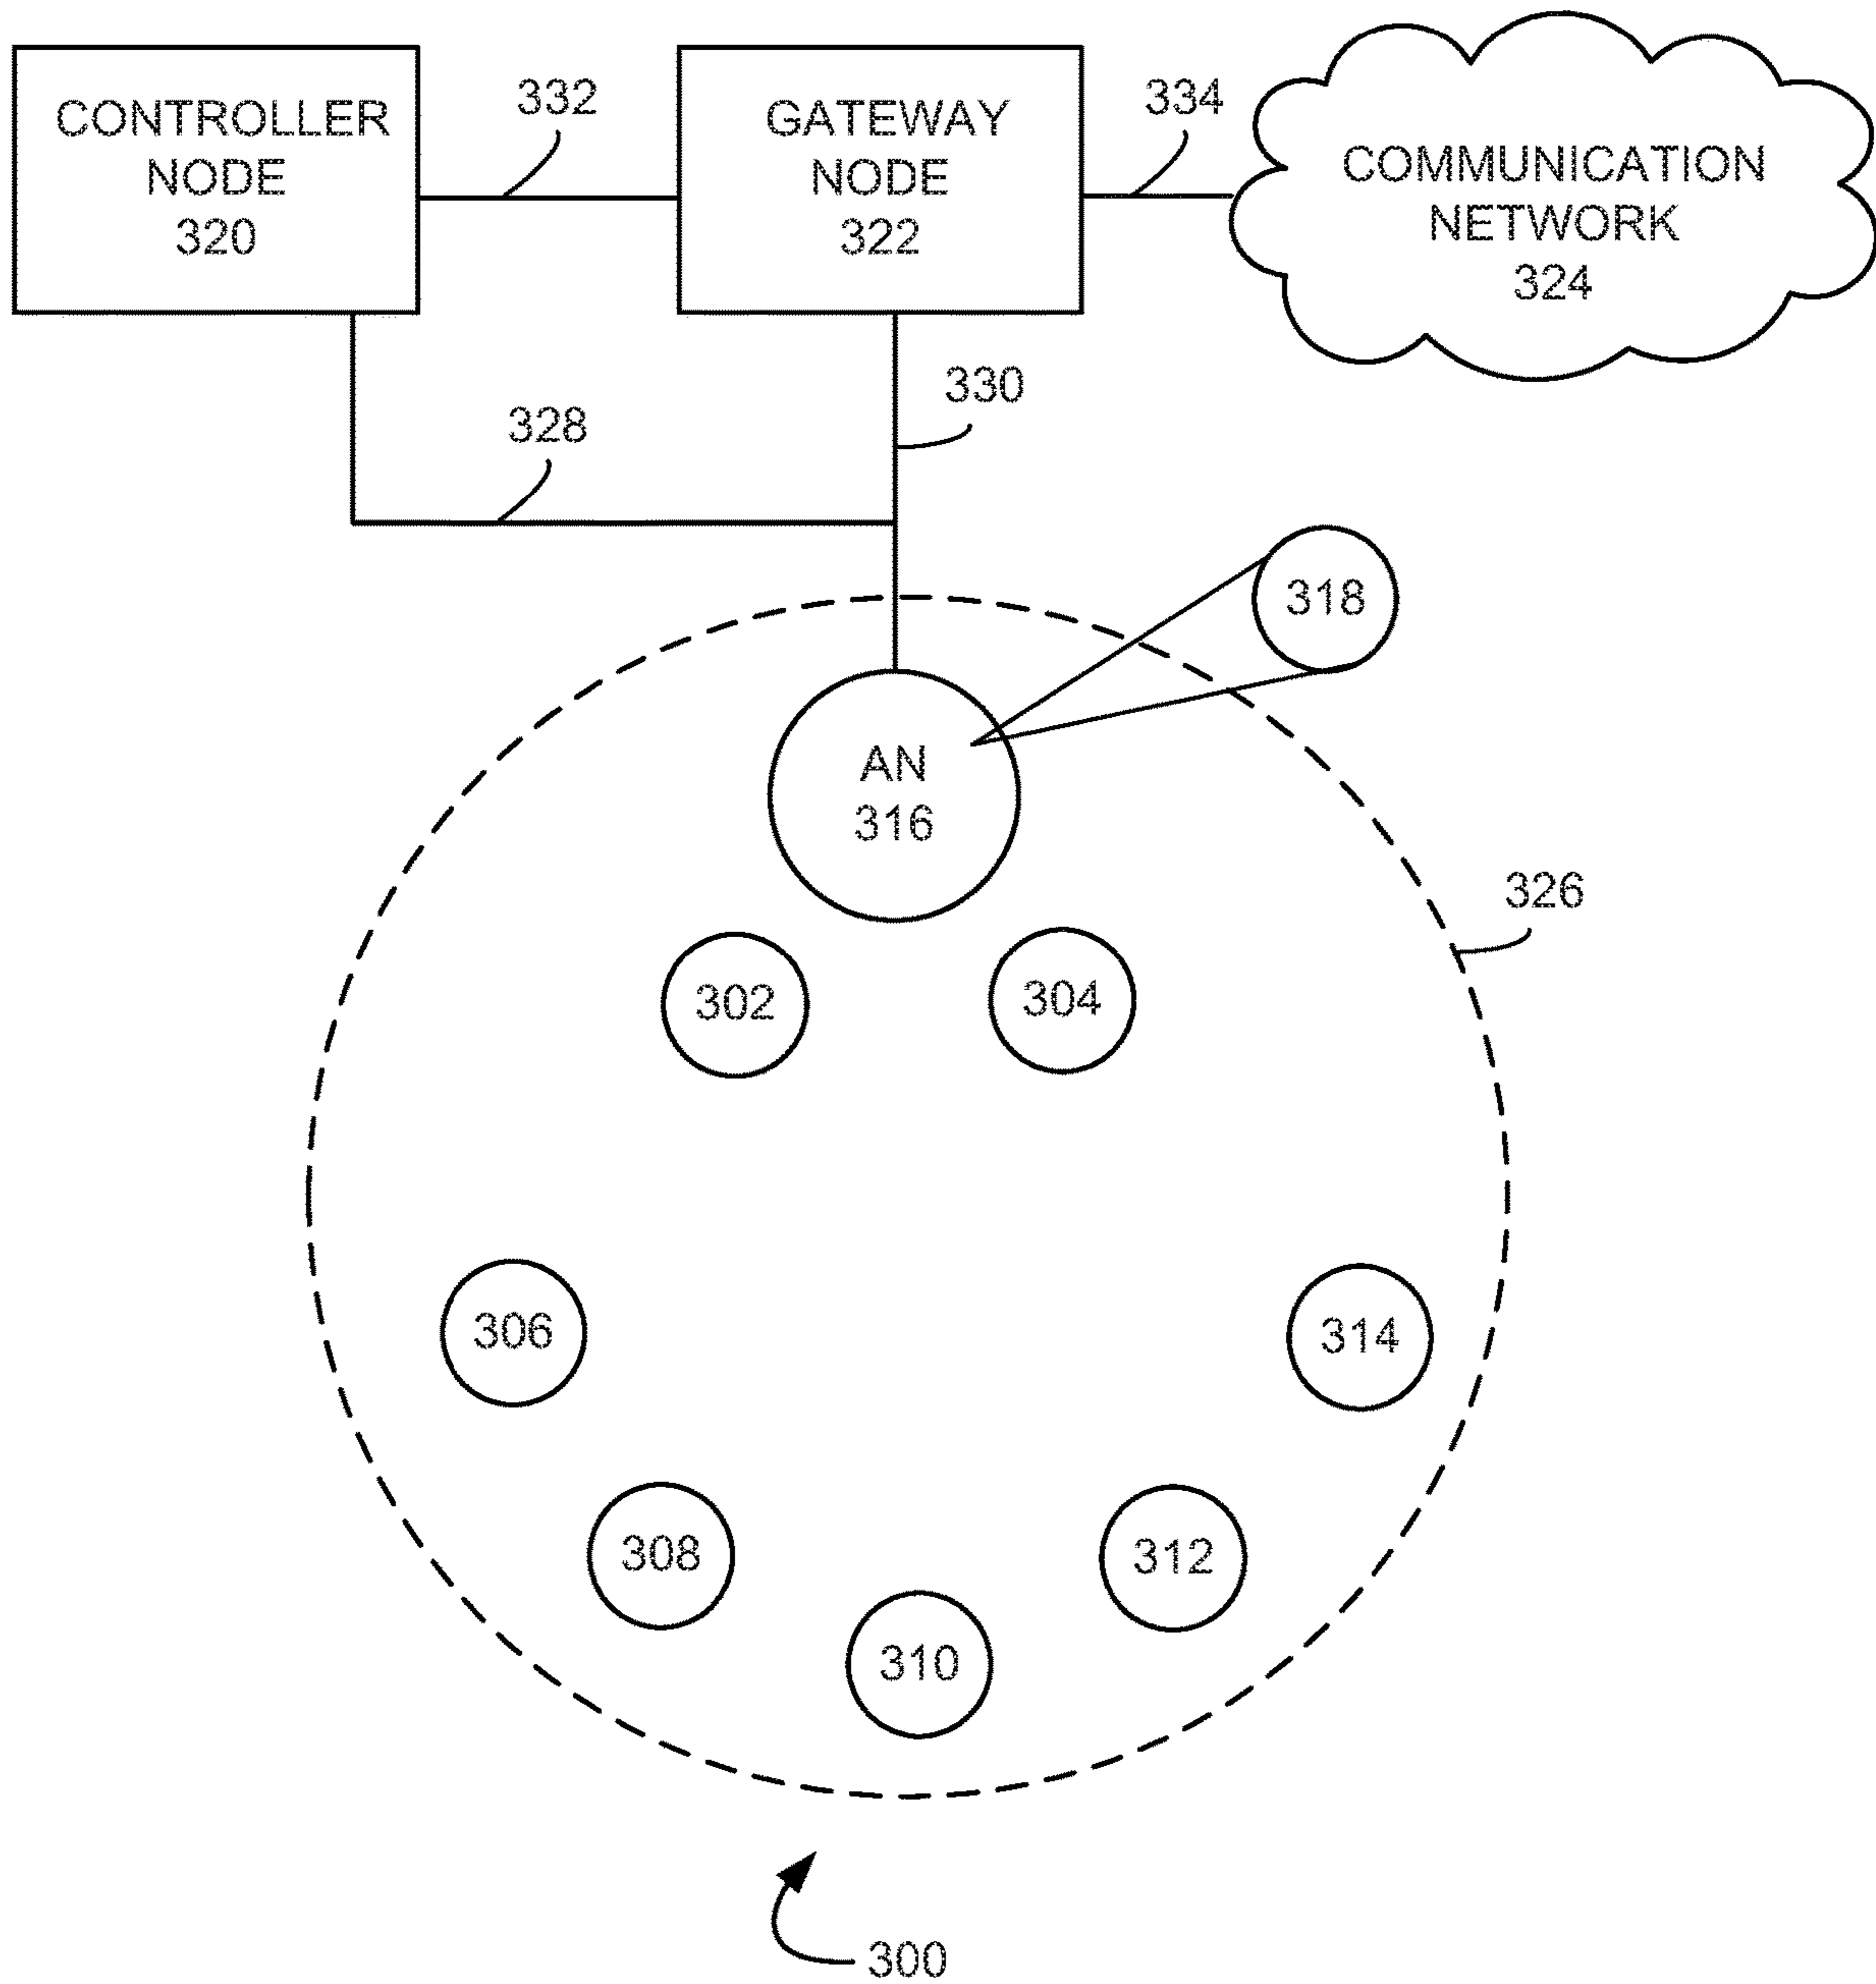 CONTROLLER
NODE
320
332
GATEWAY
NODE
322
334
COMMUNICATION
NETWORK
324
328
330
318
AN
316
326
302
304
306
314
308
312
310
300